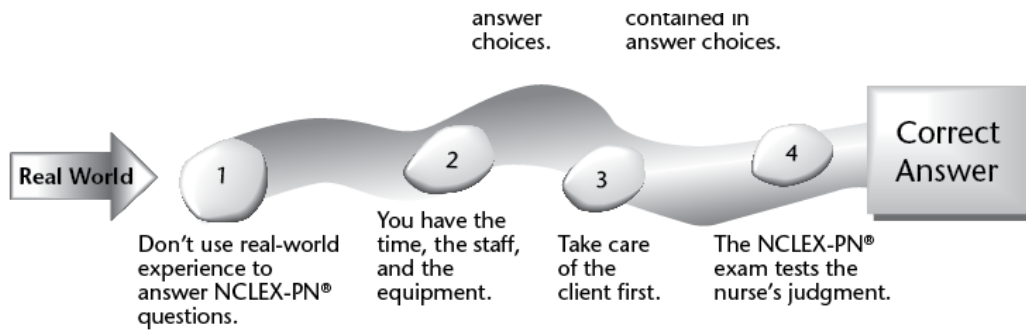 answer
choices.
contained in
answer choices.
Real World
1
2
3
4
Correct
Answer
Don't use real-world
experience to
answer NCLEX-PN®
questions.
You have the
time, the staff,
and the
equipment.
Take care
of the
client first.
The NCLEX-PN®
exam tests the
nurse's judgment.